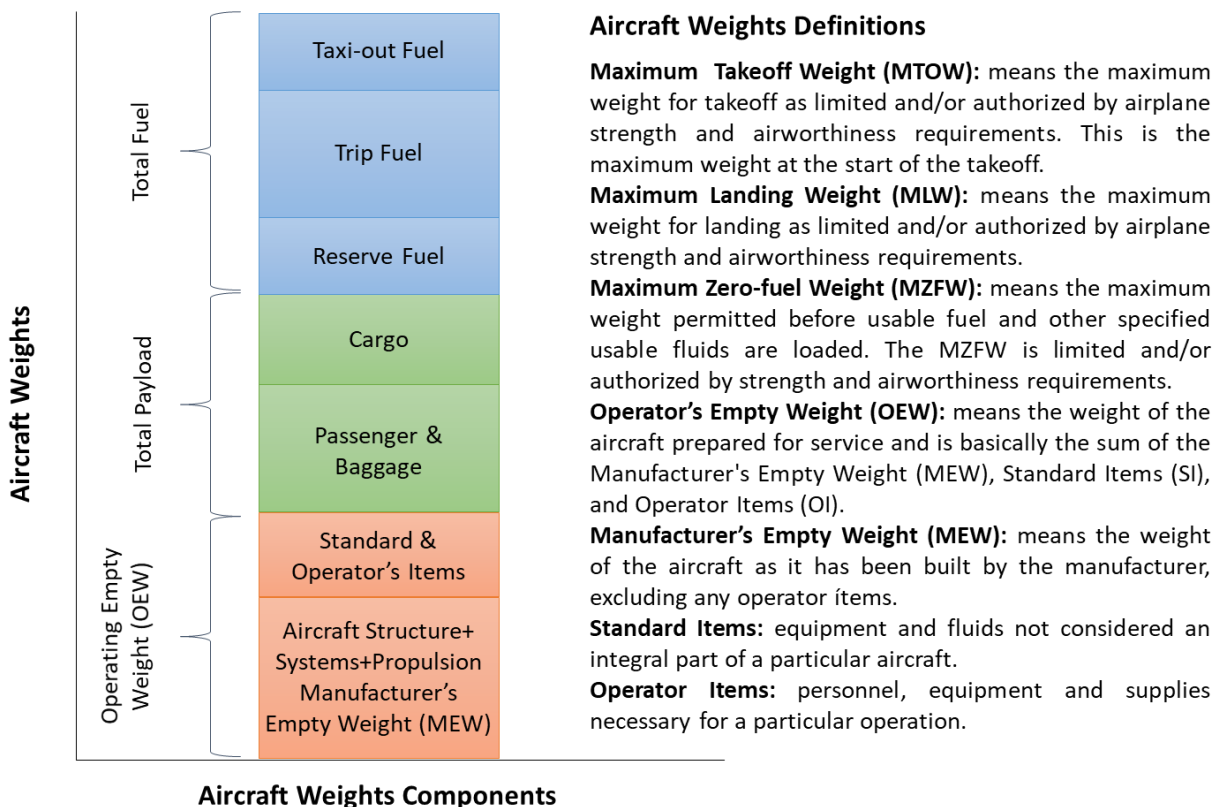 Aircraft Weights
Total Fuel
Total Payload
Operating Empty
Weight (OEW)
Taxi-out Fuel
Trip Fuel
Reserve Fuel
Cargo
Passenger &
Baggage
Standard &
Operator's Items
Aircraft Structure+
Systems+Propulsion
Manufacturer's
Empty Weight (MEW)
Aircraft Weights Components
Aircraft Weights Definitions
Maximum Takeoff Weight (MTOW): means the maximum
weight for takeoff as limited and/or authorized by airplane
strength and airworthiness requirements. This is the
maximum weight at the start of the takeoff.
Maximum Landing Weight (MLW): means the maximum
weight for landing as limited and/or authorized by airplane
strength and airworthiness requirements.
Maximum Zero-fuel Weight (MZFW): means the maximum
weight permitted before usable fuel and other specified
usable fluids are loaded. The MZFW is limited and/or
authorized by strength and airworthiness requirements.
Operator's Empty Weight (OEW): means the weight of the
aircraft prepared for service and is basically the sum of the
Manufacturer's Empty Weight (MEW), Standard Items (SI),
and Operator Items (OI).
Manufacturer's Empty Weight (MEW): means the weight
of the aircraft as it has been built by the manufacturer,
excluding any operator ítems.
Standard Items: equipment and fluids not considered an
integral part of a particular aircraft.
Operator Items: personnel, equipment and supplies
necessary for a particular operation.